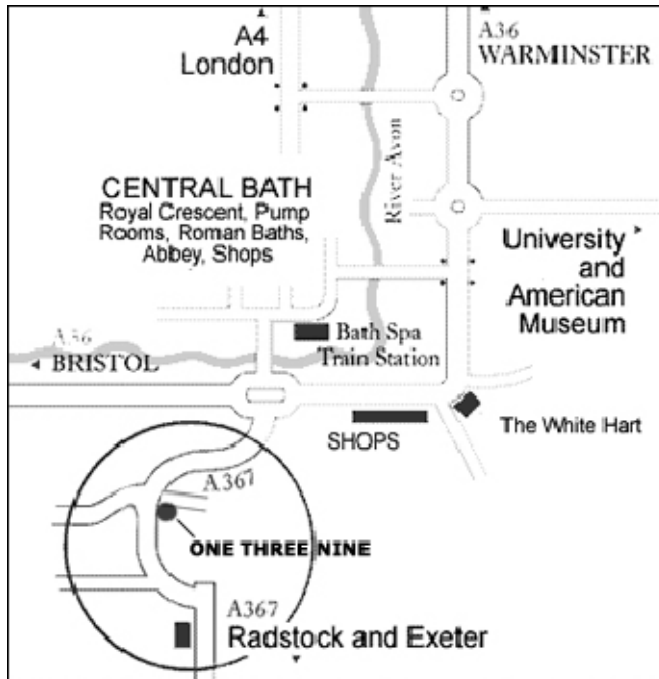 A4
London
A36
WARMINSTER
River Avon
CENTRAL BATH
Royal Crescent, Pump
Rooms, Roman Baths,
Abbey, Shops
University
and
American
Museum
A36
BRISTOL
Bath Spa
Train Station
SHOPS
The White Hart
A367
ONE THREE NINE
A367
Radstock and Exeter